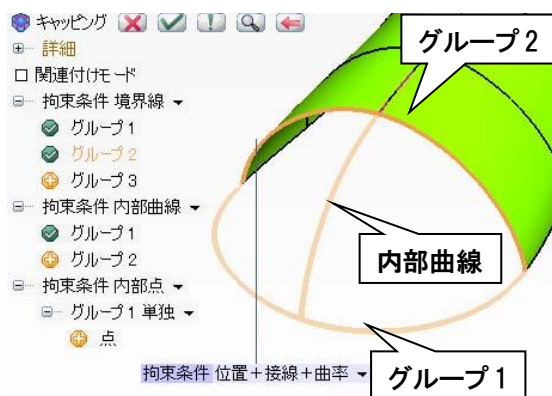 キャッピング
詳細
関連付けモード
拘束条件 境界線
グループ1
グループ2
グループ3
拘束条件 内部曲線
グループ1
グループ2
拘束条件 内部点
グループ1 単独
点
拘束条件 位置+接線+曲率
グループ2
内部曲線
グループ1